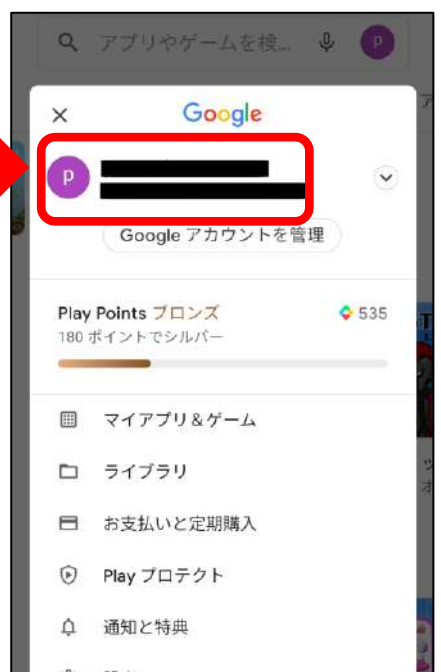 アプリやゲームを検...
P
Google
P
Google アカウントを管理
Play Points ブロンズ
535
180 ポイントでシルバー
マイアプリ＆ゲーム
ライブラリ
お支払いと定期購入
Play プロテクト
通知と特典